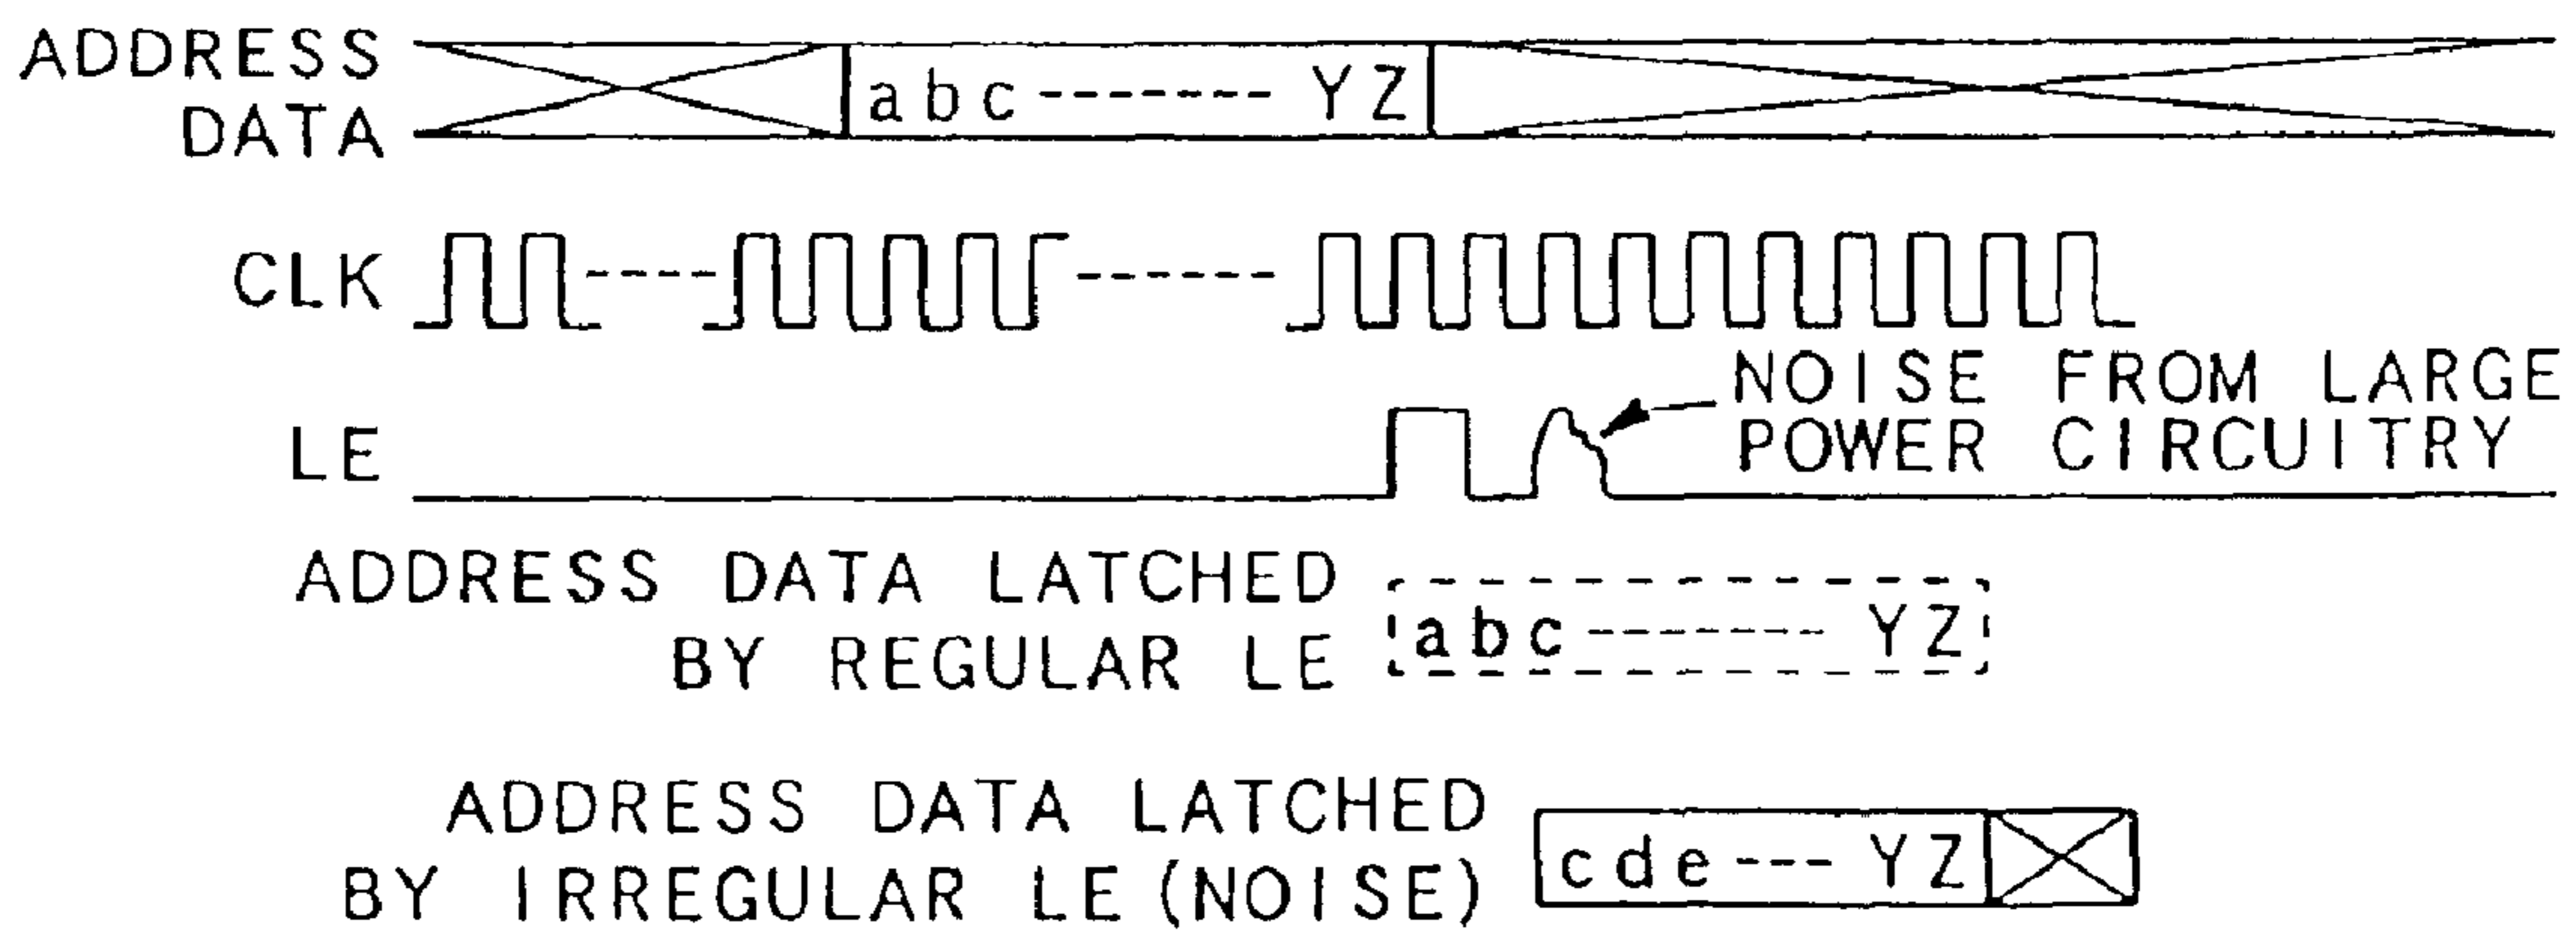 ADDRESS
DATA
abc------- YZ
CLK
NOISE FROM LARGE
POWER CIRCUITRY
LE
ADDRESS DATA LATCHED
BY REGULAR LE
abc------- YZ
ADDRESS DATA LATCHED
BY IRREGULAR LE (NOISE)
cde--- YZ